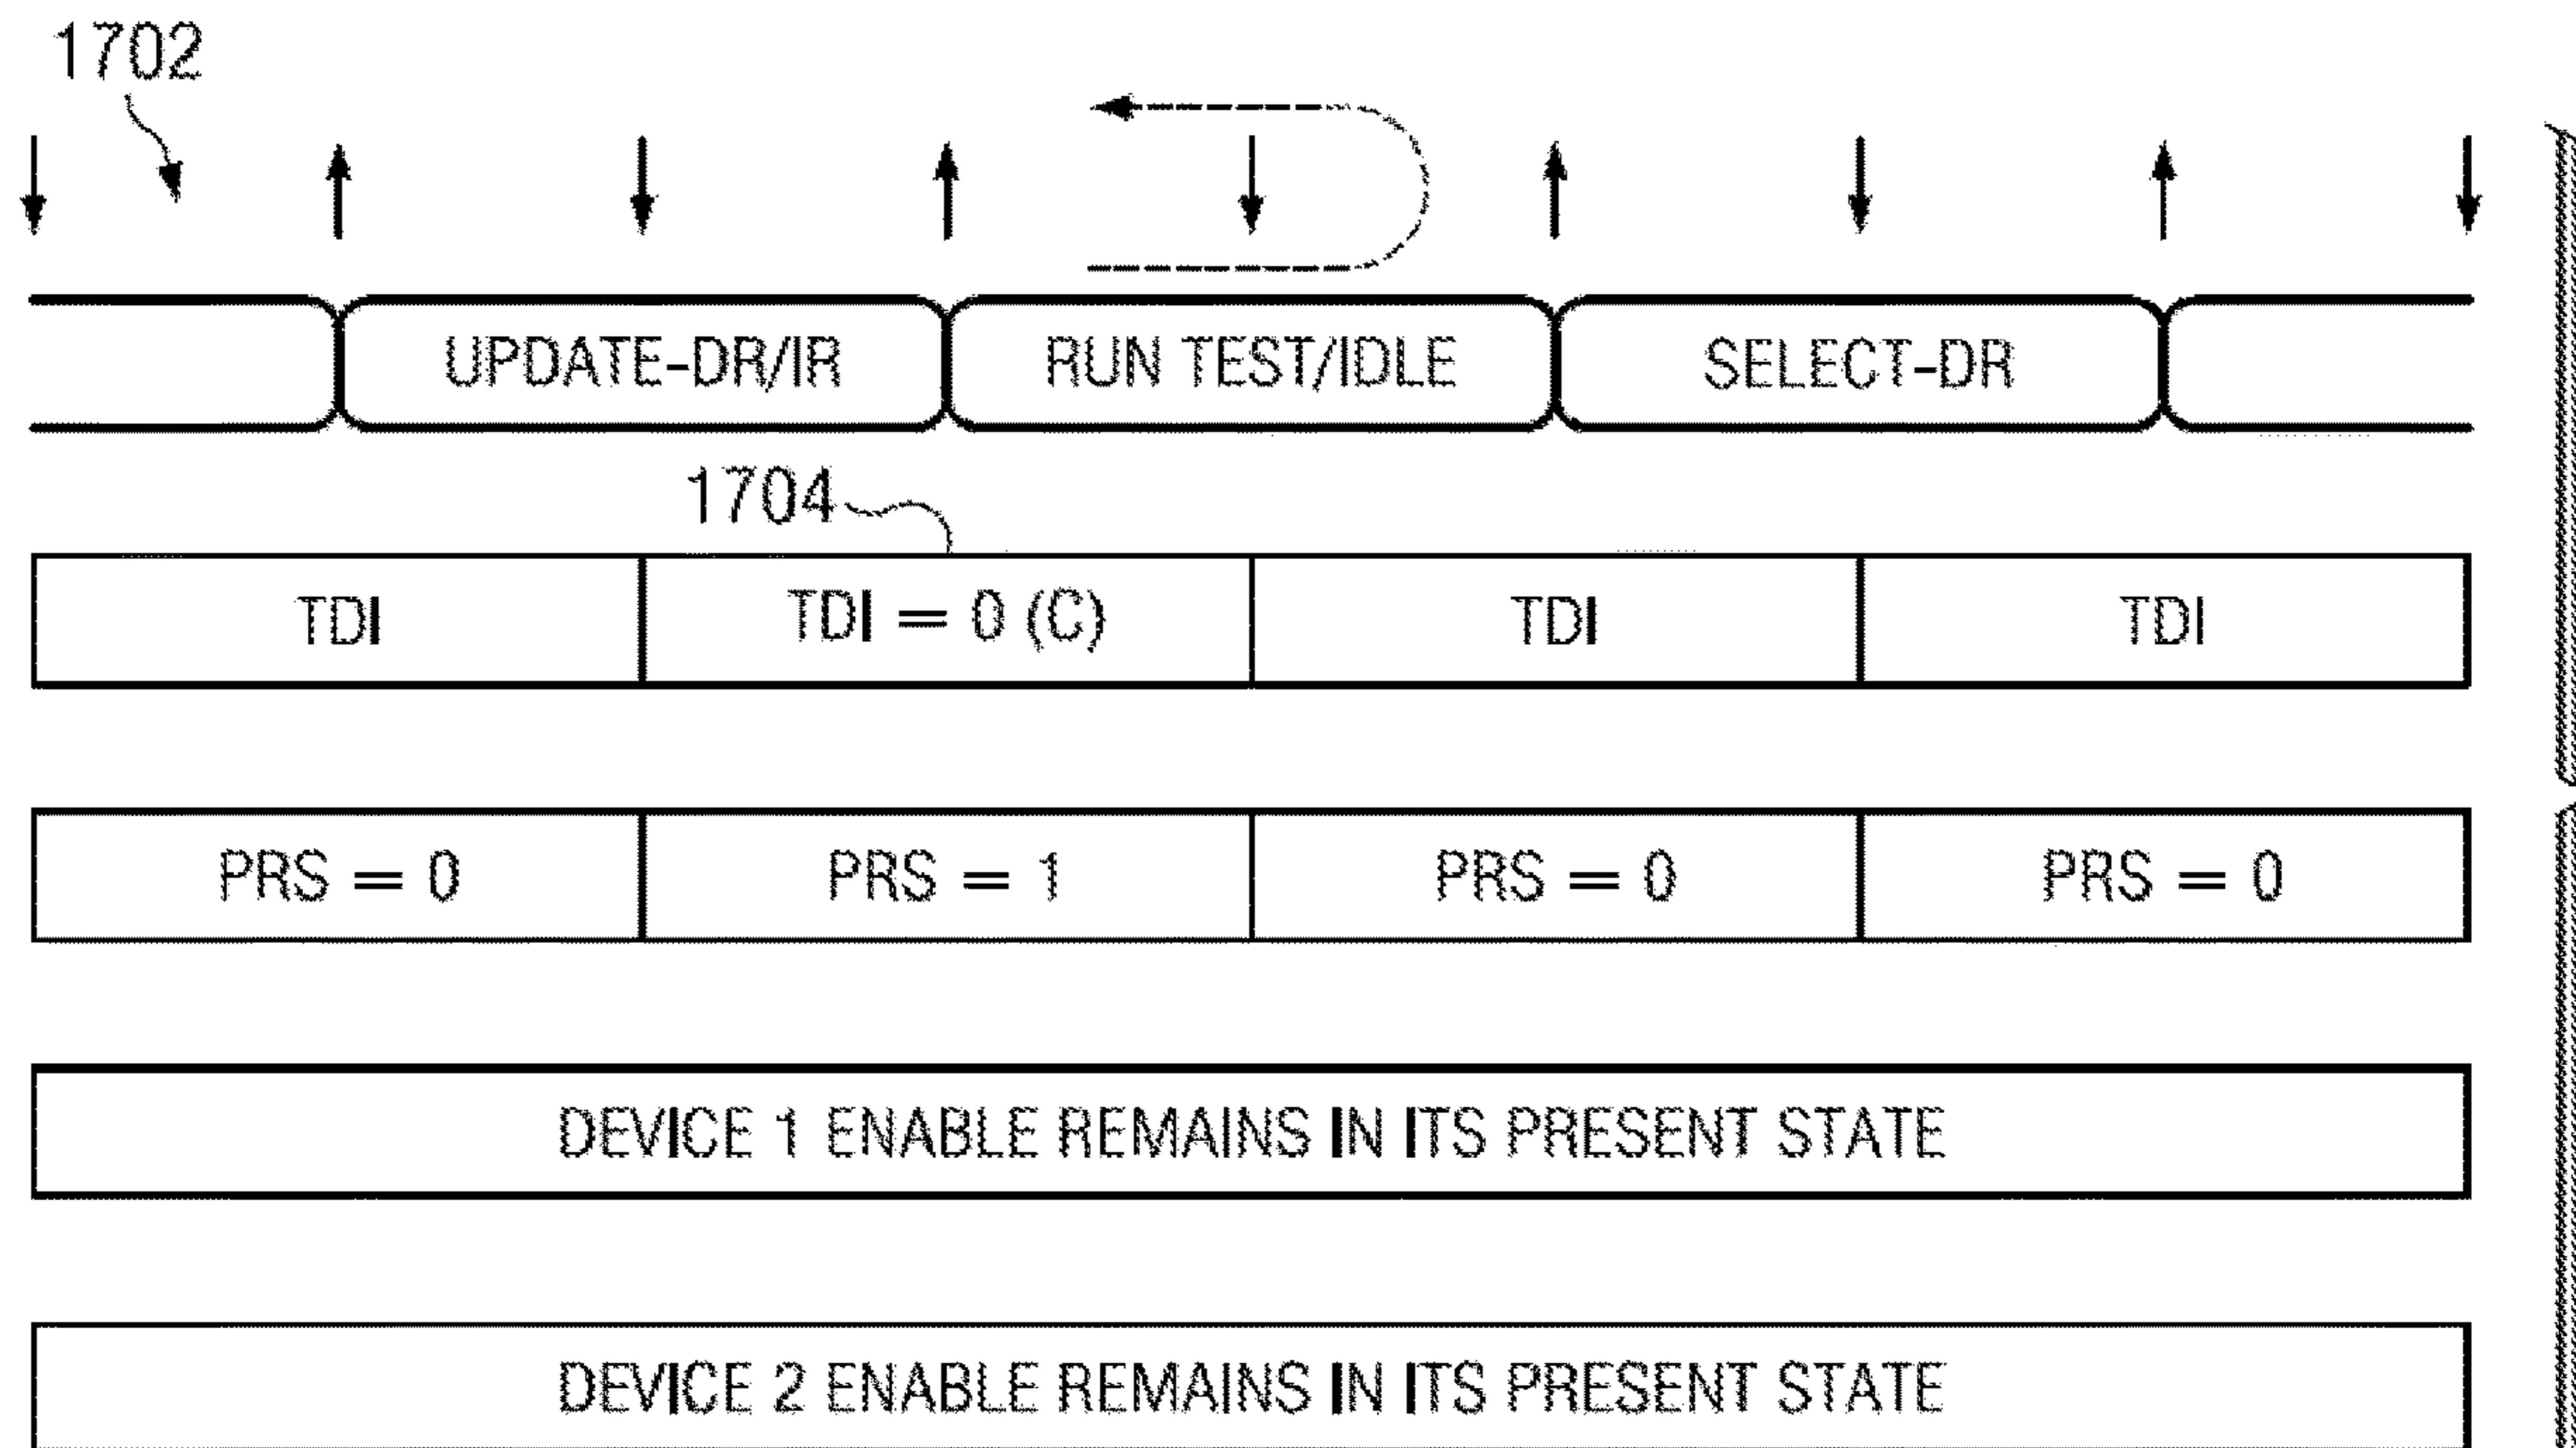 1702
UPDATE-DR/IR RUN TEST/IDLE SELECT-DR
1704
TDI TDI = 0 (C) TDI TDI
PRS = 0 PRS = 1 PRS = 0 PRS = 0
DEVICE 1 ENABLE REMAINS IN ITS PRESENT STATE
DEVICE 2 ENABLE REMAINS IN ITS PRESENT STATE